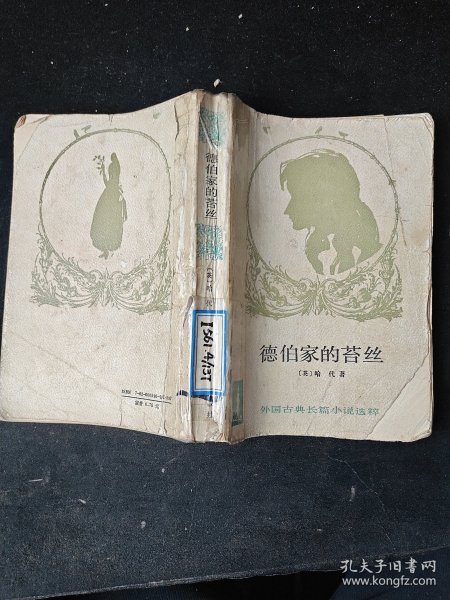 德伯家的苔丝
〔英〕哈 代 著
外国古典长篇小说选粹
德伯家的苔丝
〔英〕哈 代
I561.4/137
孔夫子旧书网
www.kongfz.com